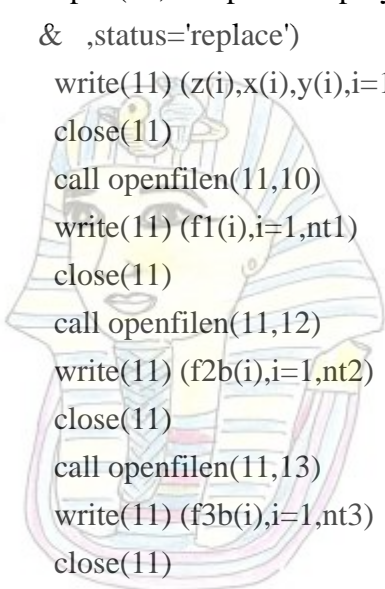 & ,status='replace')
write(11) (z(i),x(i),y(i),i=1
close(11)
call openfilen(11,10)
write(11) (f1(i),i=1,nt1)
close(11)
call openfilen(11,12)
write(11) (f2b(i),i=1,nt2)
close(11)
call openfilen(11,13)
write(11) (f3b(i),i=1,nt3)
close(11)